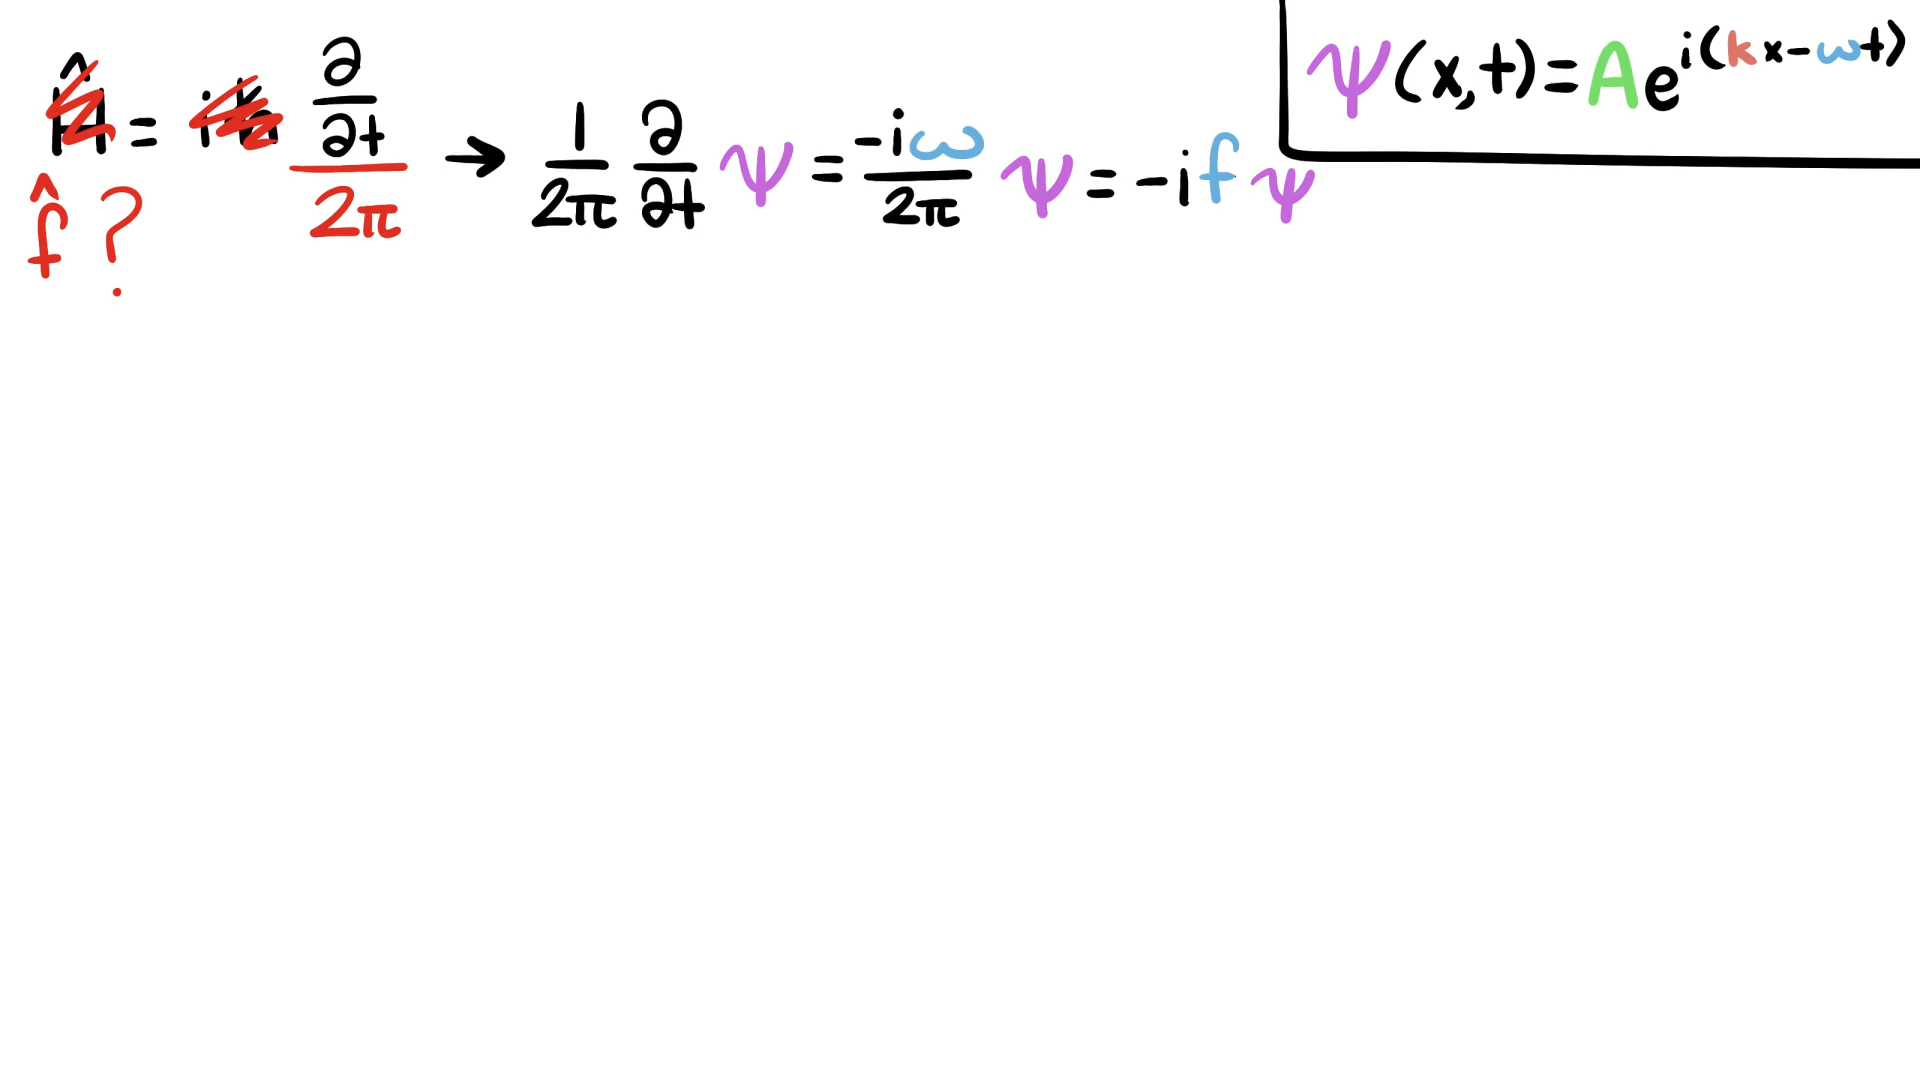 Ĥ = iħ ∂/∂t / 2π → 1/2π ∂/∂t ψ = -iω/2π ψ = -if ψ
f̂ ?
ψ(x,t) = Ae^i(kx-ωt)